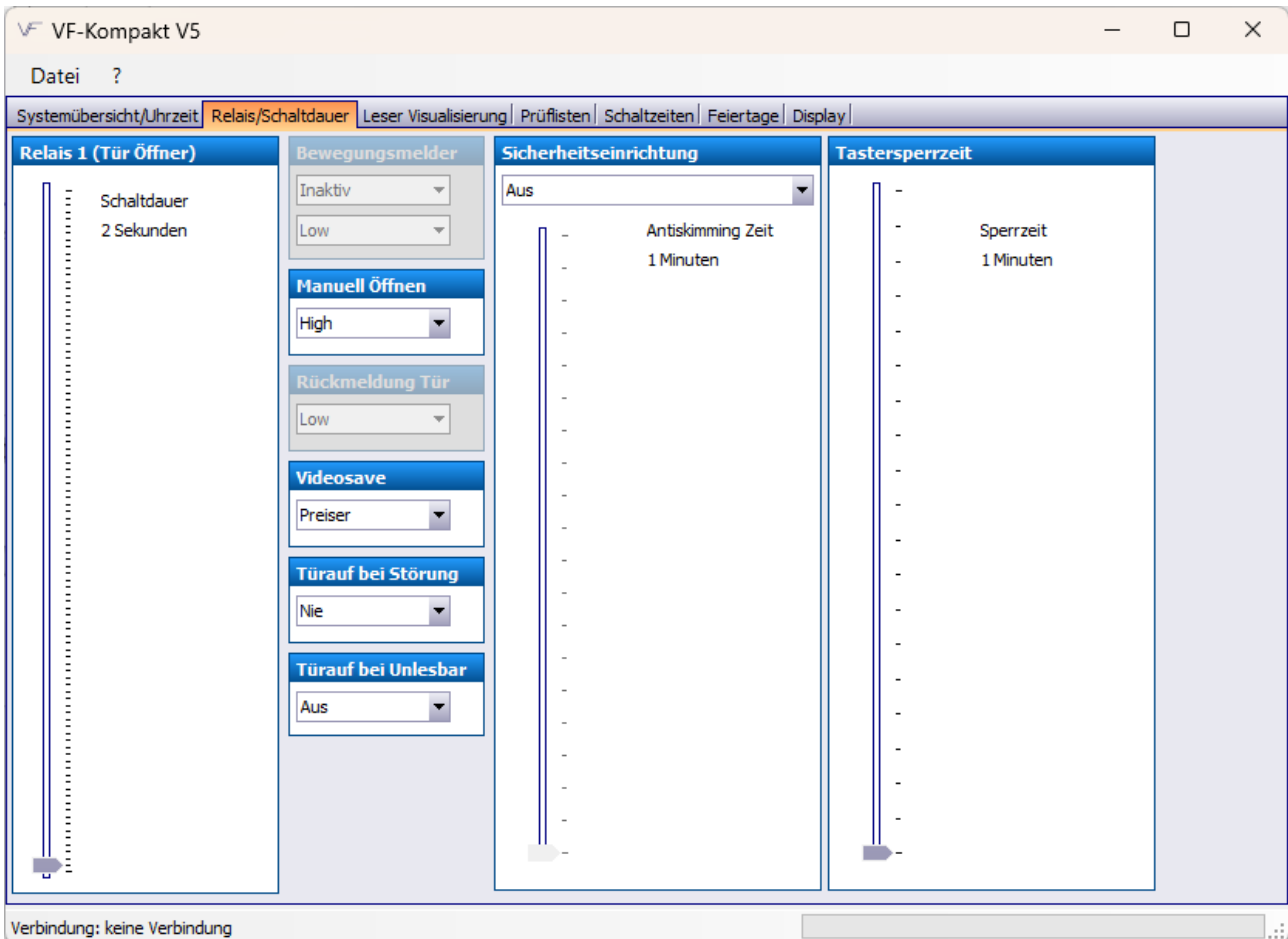 VF VF-Kompakt V5
Datei ?
Systemübersicht/Uhrzeit Relais/Schaltdauer Leser Visualisierung Prüflisten Schaltzeiten Feiertage Display
Relais 1 (Tür Öffner)
Schaltdauer
2 Sekunden
Bewegungsmelder
Inaktiv
Low
Manuell Öffnen
High
Rückmeldung Tür
Low
Videosave
Preiser
Türauf bei Störung
Nie
Türauf bei Unlesbar
Aus
Sicherheitseinrichtung
Aus
Antiskimming Zeit
1 Minuten
Tastersperrzeit
Sperrzeit
1 Minuten
Verbindung: keine Verbindung